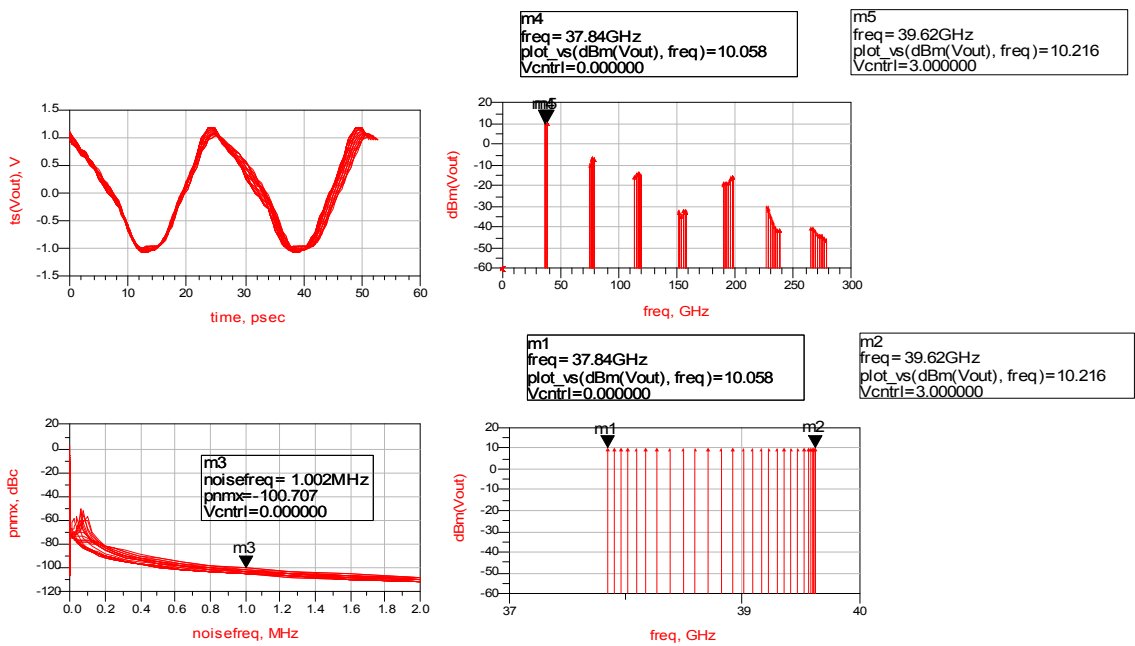 m4
freq= 37.84GHz
plot_vs(dBm(Vout), freq)=10.058
Vcntrl=0.000000
m5
freq= 39.62GHz
plot_vs(dBm(Vout), freq)=10.216
Vcntrl=3.000000
1.5
1.0
0.5
0.0
-0.5
-1.0
-1.5
ts(Vout), V
0 10 20 30 40 50 60
time, psec
m5
20
10
0
-10
-20
-30
-40
-50
-60
dBm(Vout)
0 50 100 150 200 250 300
freq, GHz
m1
freq= 37.84GHz
plot_vs(dBm(Vout), freq)=10.058
Vcntrl=0.000000
m2
freq= 39.62GHz
plot_vs(dBm(Vout), freq)=10.216
Vcntrl=3.000000
20
0
-20
-40
-60
-80
-100
-120
pnmx, dBc
m3
noisefreq= 1.002MHz
pnmx=-100.707
Vcntrl=0.000000
m3
0.0 0.2 0.4 0.6 0.8 1.0 1.2 1.4 1.6 1.8 2.0
noisefreq, MHz
m1 m2
20
10
0
-10
-20
-30
-40
-50
-60
dBm(Vout)
37 39 40
freq, GHz